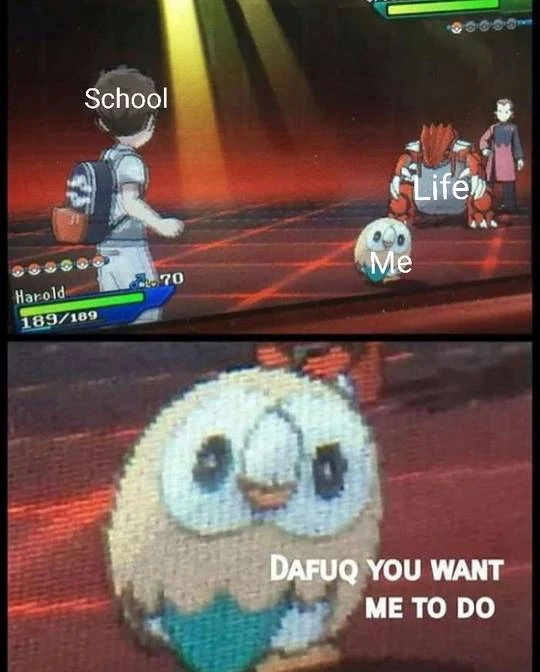 School
Life
Me
70
Harold
189/189
DAFUQ YOU WANT
ME TO DO